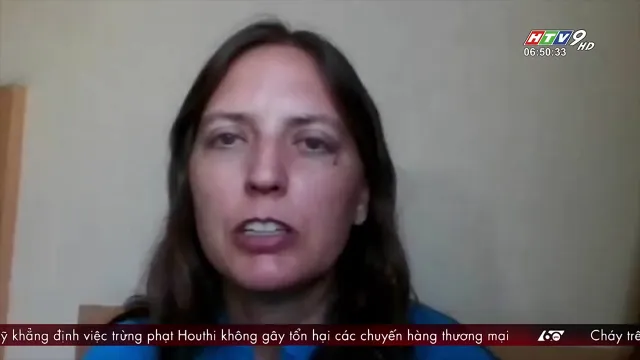 HTV9 HD
06:50:33
ỹ khẳng định việc trừng phạt Houthi không gây tổn hại các chuyến hàng thương mại 60 Cháy trê